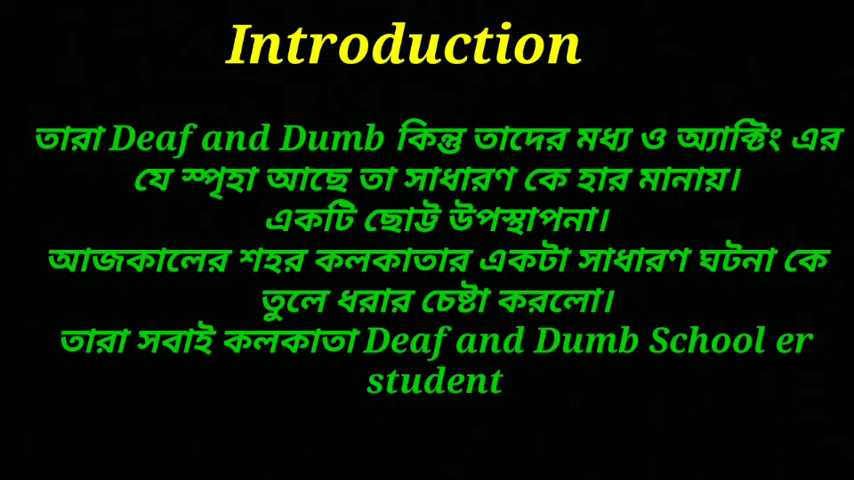 Introduction
তারা Deaf and Dumb কিন্তু তাদের মধ্য ও অ্যাক্টিং এর
যে স্পৃহা আছে তা সাধারণ কে হার মানায়।
একটি ছোট্ট উপস্থাপনা।
আজকালের শহর কলকাতার একটা সাধারণ ঘটনা কে
তুলে ধরার চেষ্টা করলো।
তারা সবাই কলকাতা Deaf and Dumb School er
student